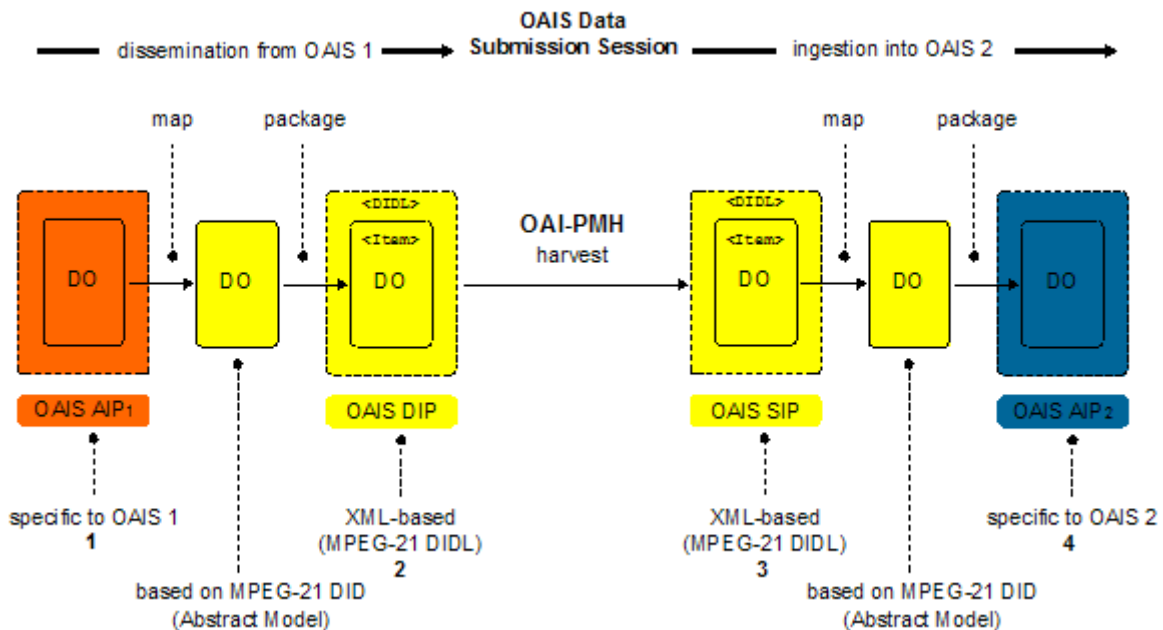 OAIS Data
Submission Session
dissemination from OAIS 1
ingestion into OAIS 2
map
package
map
package
<DIDL>
<Item>
DO
DO
DO
OAI-PMH
harvest
<DIDL>
<Item>
DO
DO
DO
OAIS AIP1
OAIS DIP
OAIS SIP
OAIS AIP2
specific to OAIS 1
1
XML-based
(MPEG-21 DIDL)
2
XML-based
(MPEG-21 DIDL)
3
specific to OAIS 2
4
based on MPEG-21 DID
(Abstract Model)
based on MPEG-21 DID
(Abstract Model)